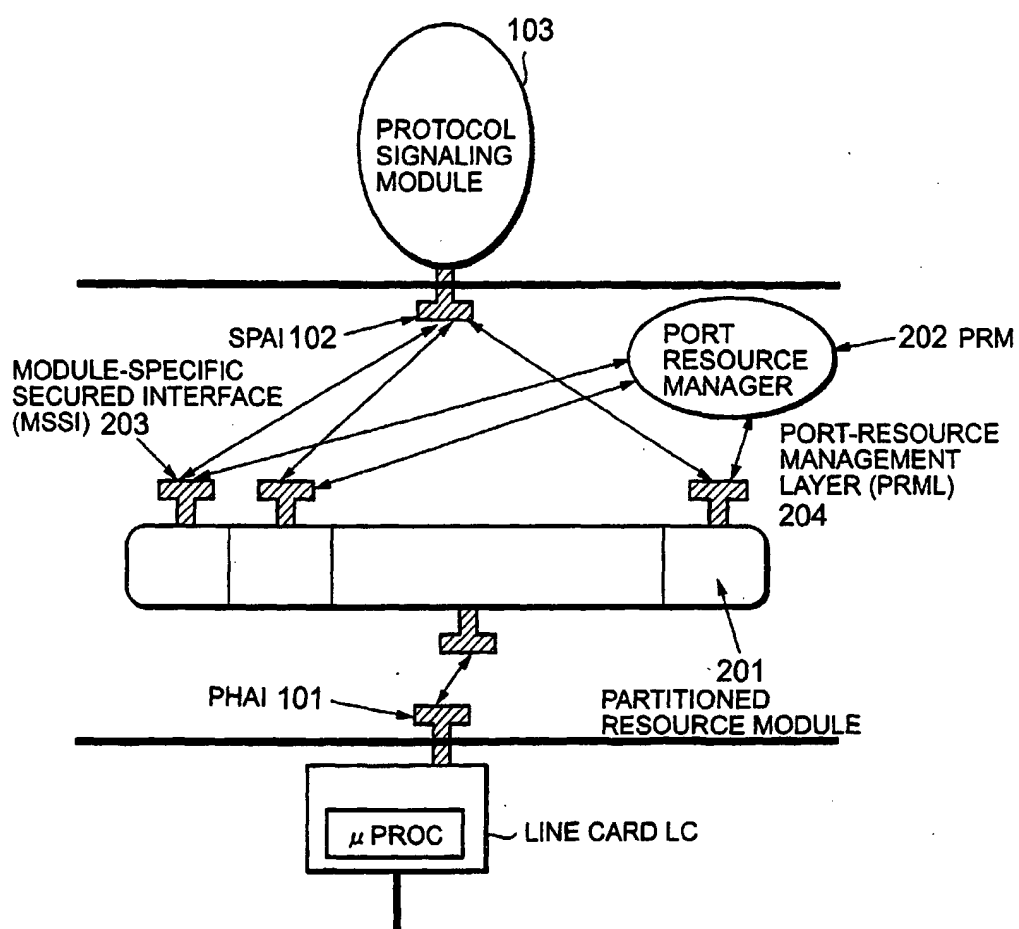 103
PROTOCOL
SIGNALING
MODULE
SPAI 102
PORT
RESOURCE
MANAGER
202 PRM
MODULE-SPECIFIC
SECURED INTERFACE
(MSSI) 203
PORT-RESOURCE
MANAGEMENT
LAYER (PRML)
204
201
PARTITIONED
RESOURCE MODULE
PHAI 101
μ PROC
LINE CARD LC